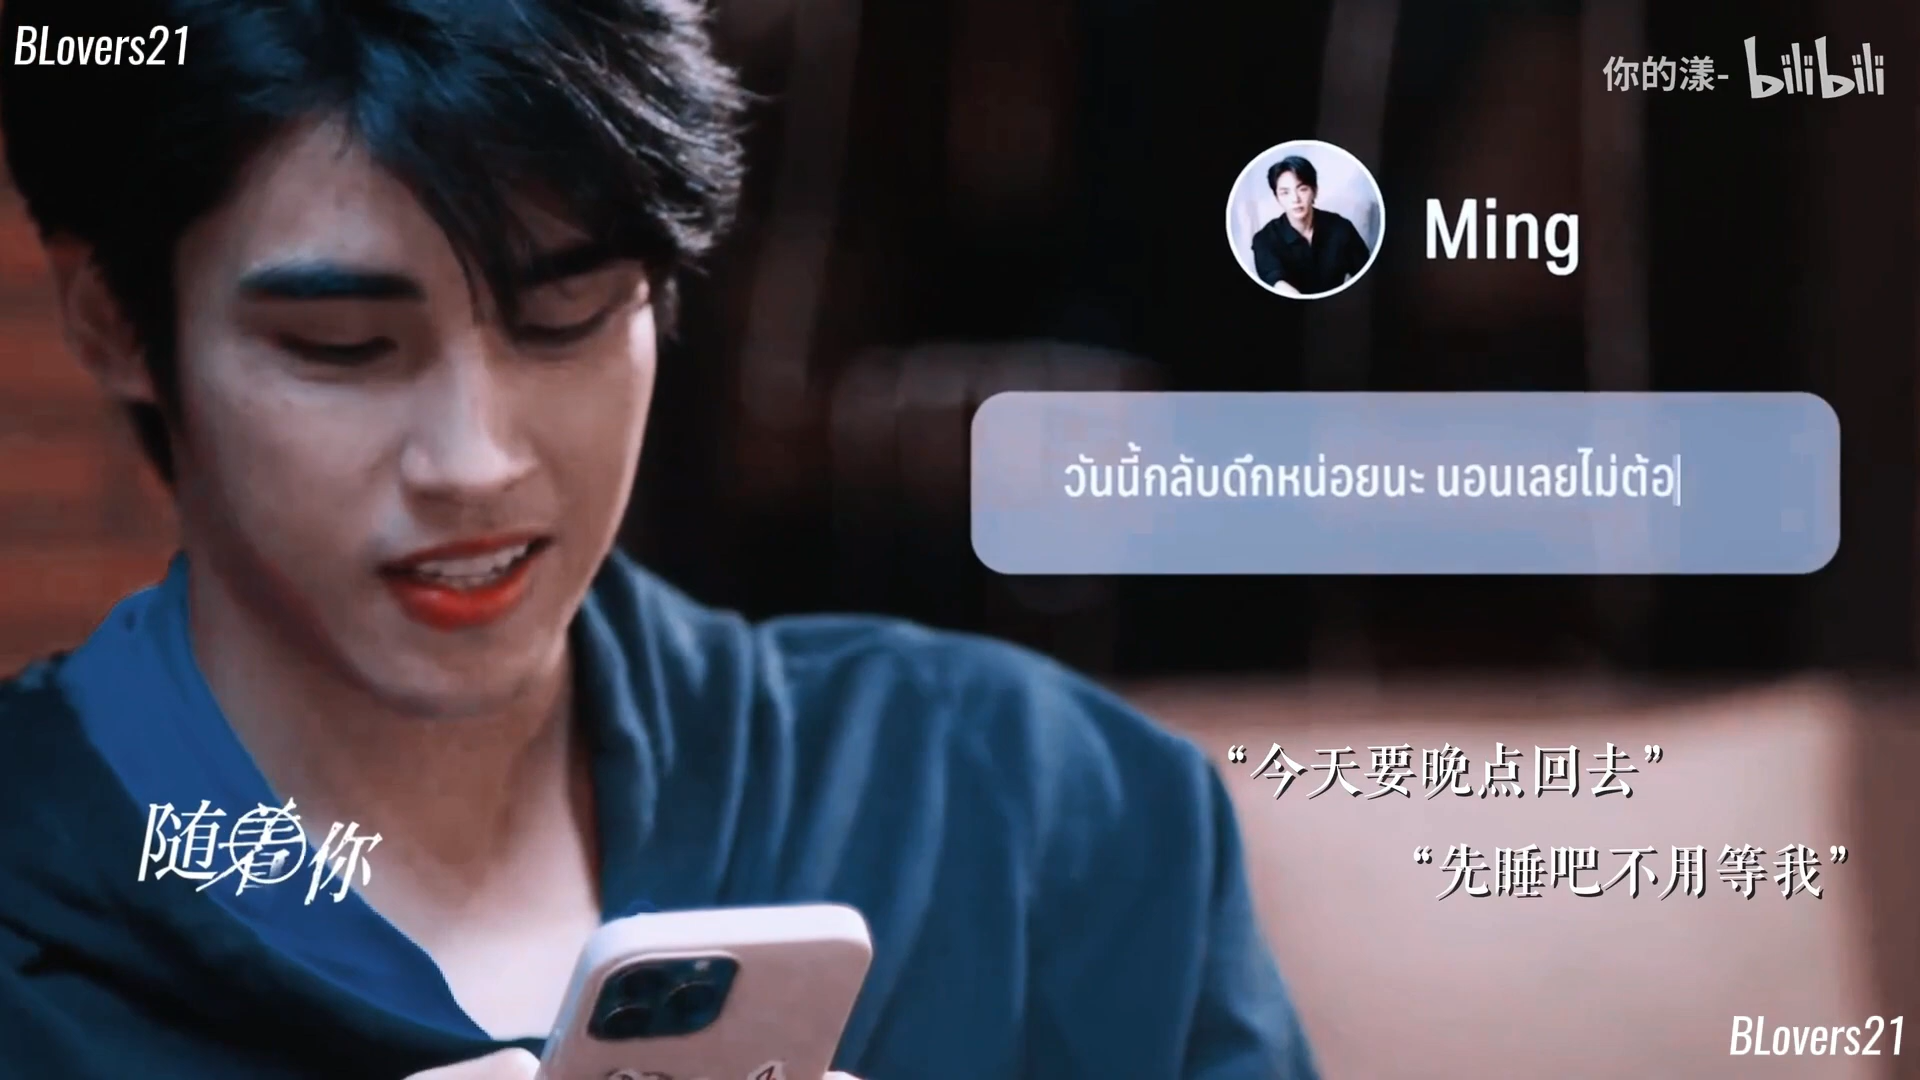 BLovers21
你的漾- bilibili
Ming
วันนี้กลับดึกหน่อยนะ นอนเลยไม่ต้อ
“今天要晚点回去”
“先睡吧不用等我”
随着你
BLovers21